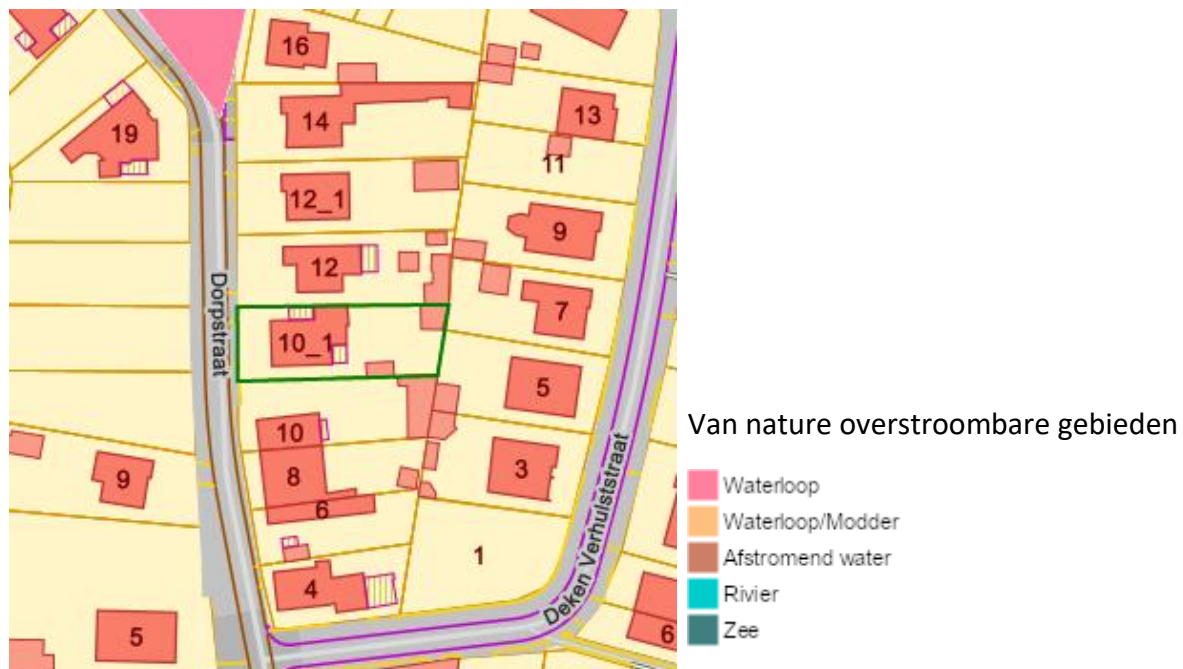 16
14
13
19
11
12_1
9
12
7
Dorpstraat
10_1
5
Van nature overstroombare gebieden
10
9
8
3
Waterloop
6
Waterloop/Modder
Deken Verhulststraat
1
Afstromend water
4
Rivier
5
6
Zee